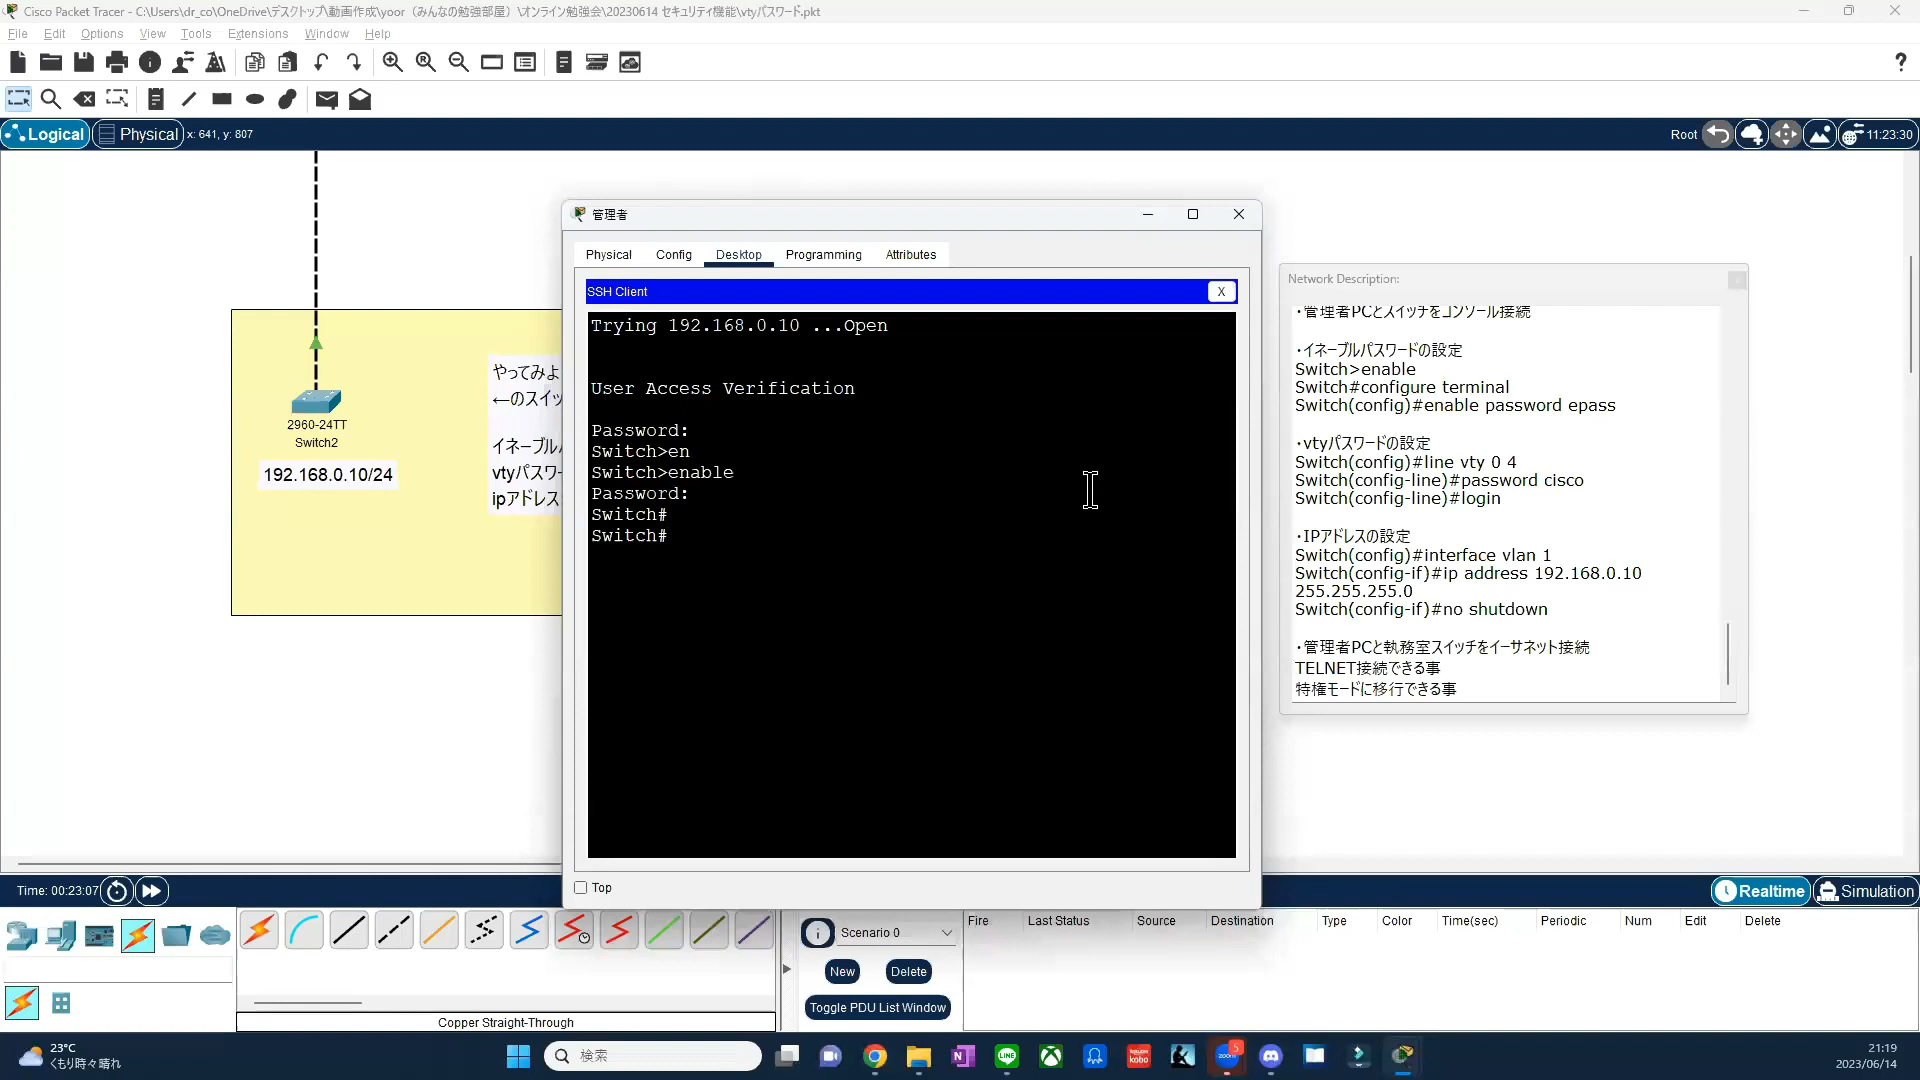 Cisco Packet Tracer - C:\Users\dr_co\OneDrive\デスクトップ\動画作成\yoor（みんなの勉強部屋）\オンライン勉強会\20230614 セキュリティ機能\vtyパスワード.pkt
File Edit Options View Tools Extensions Window Help
Logical Physical x: 641, y: 807
Root 11:23:30
2960-24TT
Switch2
192.168.0.10/24
やってみよ
←のスイッ
イネーブル
vtyパスワー
ipアドレス
管理者
Physical Config Desktop Programming Attributes
SSH Client X
Trying 192.168.0.10 ...Open
User Access Verification
Password:
Switch>en
Switch>enable
Password:
Switch#
Switch#
Top
Network Description:
・管理者PCとスイッチをコンソール接続
・イネーブルパスワードの設定
Switch>enable
Switch#configure terminal
Switch(config)#enable password epass
・vtyパスワードの設定
Switch(config)#line vty 0 4
Switch(config-line)#password cisco
Switch(config-line)#login
・IPアドレスの設定
Switch(config)#interface vlan 1
Switch(config-if)#ip address 192.168.0.10
255.255.255.0
Switch(config-if)#no shutdown
・管理者PCと執務室スイッチをイーサネット接続
TELNET接続できる事
特権モードに移行できる事
Time: 00:23:07
Realtime Simulation
Scenario 0
New Delete
Toggle PDU List Window
Fire Last Status Source Destination Type Color Time(sec) Periodic Num Edit Delete
Copper Straight-Through
23°C
くもり時々晴れ
検索
LINE
Rakuten kobo
zoom
5
21:19
2023/06/14